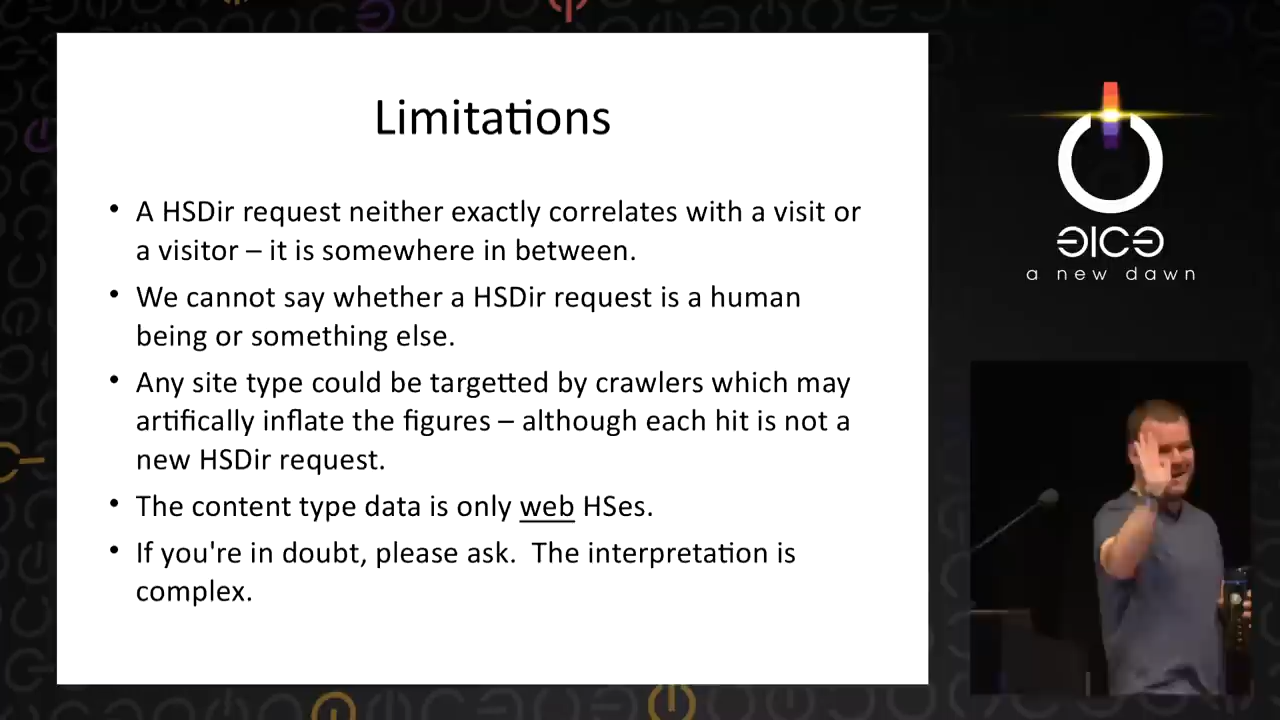 Limitations
• A HSDir request neither exactly correlates with a visit or
a visitor – it is somewhere in between.
• We cannot say whether a HSDir request is a human
being or something else.
• Any site type could be targetted by crawlers which may
artifically inflate the figures – although each hit is not a
new HSDir request.
• The content type data is only web HSes.
• If you're in doubt, please ask. The interpretation is
complex.
a new dawn